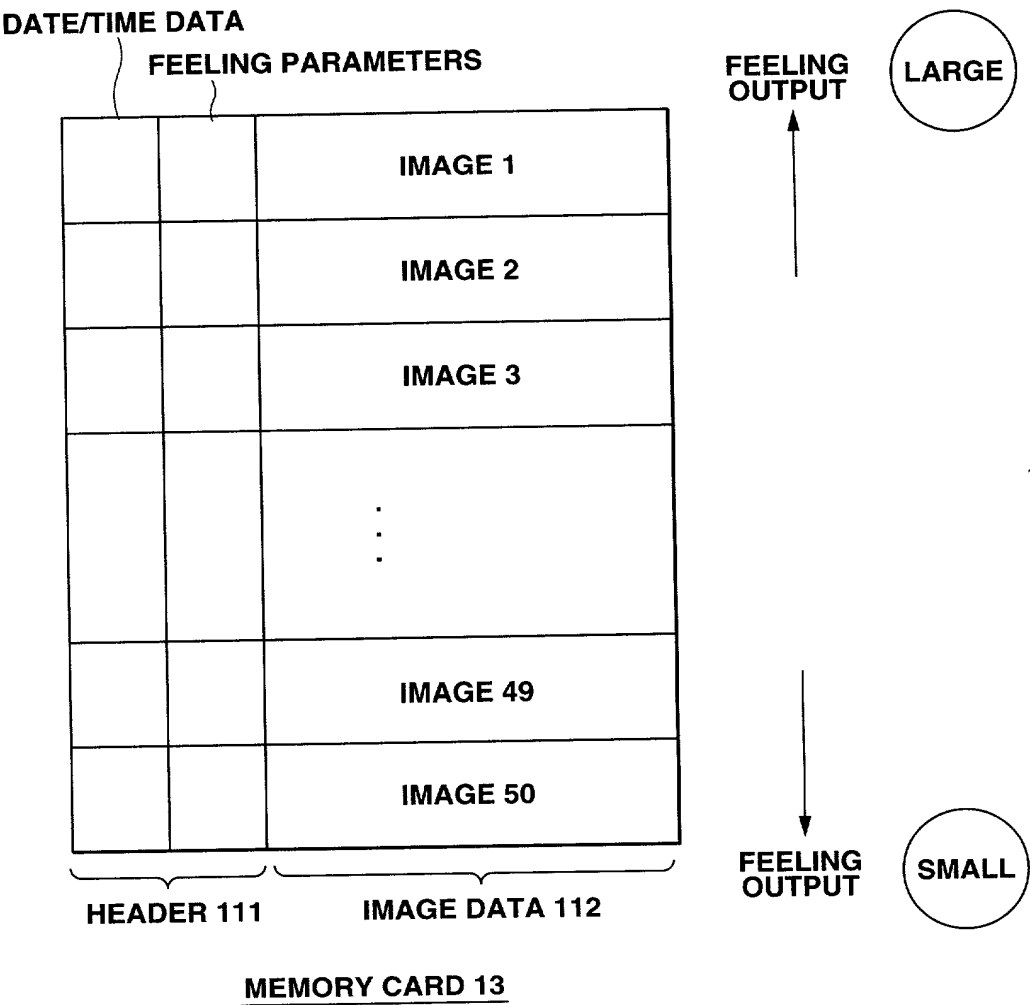 DATE/TIME DATA
FEELING PARAMETERS
FEELING
OUTPUT
LARGE
IMAGE 1
IMAGE 2
IMAGE 3
IMAGE 49
IMAGE 50
FEELING
OUTPUT
SMALL
HEADER 111
IMAGE DATA 112
MEMORY CARD 13